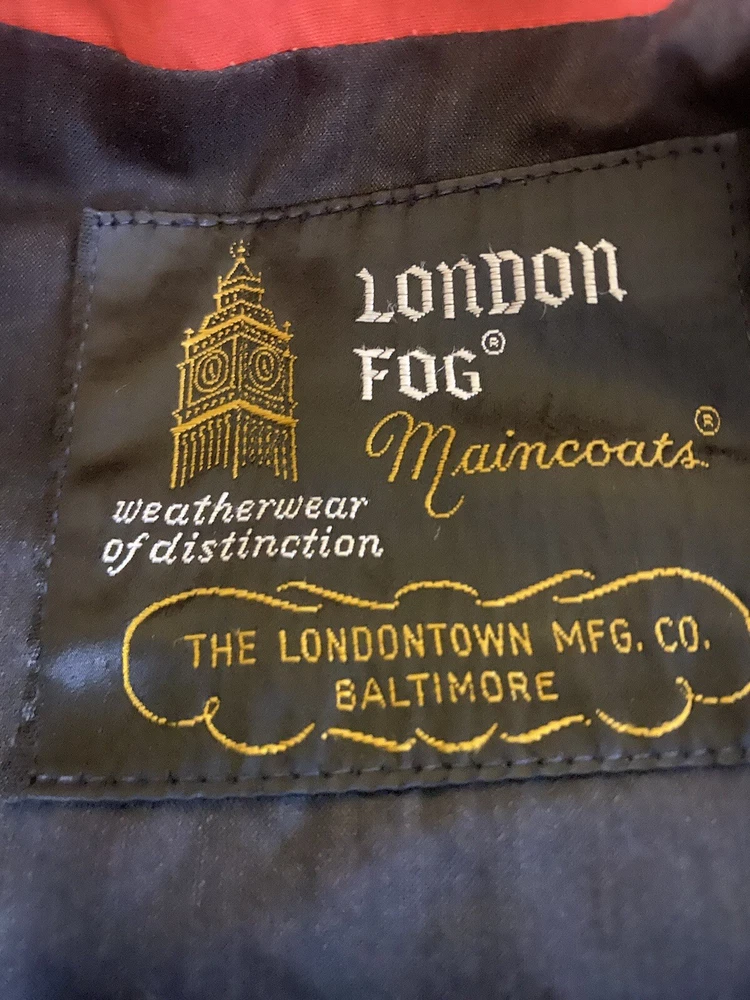 LONDON
FOG®
Maincoats®
weatherwear
of distinction
THE LONDONTOWN MFG. CO.
BALTIMORE